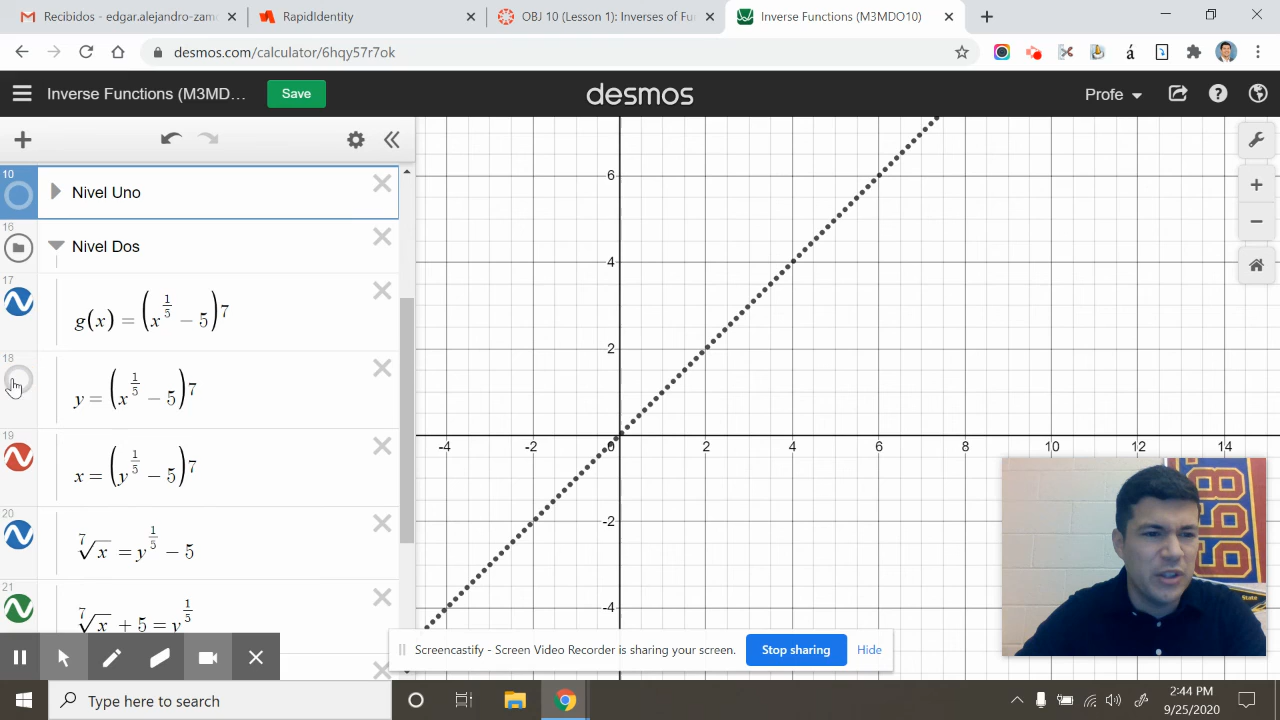 Recibidos - edgar.alejandro-zam
RapidIdentity
OBJ 10 (Lesson 1): Inverses of Fu
Inverse Functions (M3MDO10)
desmos.com/calculator/6hqy57r7ok
Inverse Functions (M3MD...
Save
desmos
Profe
10
Nivel Uno
16
Nivel Dos
17
g(x) = (x^{1/5} − 5)^7
18
y = (x^{1/5} − 5)^7
19
x = (y^{1/5} − 5)^7
20
⁷√x = y^{1/5} − 5
21
⁷√x + 5 = y^{1/5}
6
4
2
-4 -2 0 2 4 6 8 10 12 14
-2
-4
State
Screencastify - Screen Video Recorder is sharing your screen.
Stop sharing
Hide
Type here to search
2:44 PM
9/25/2020